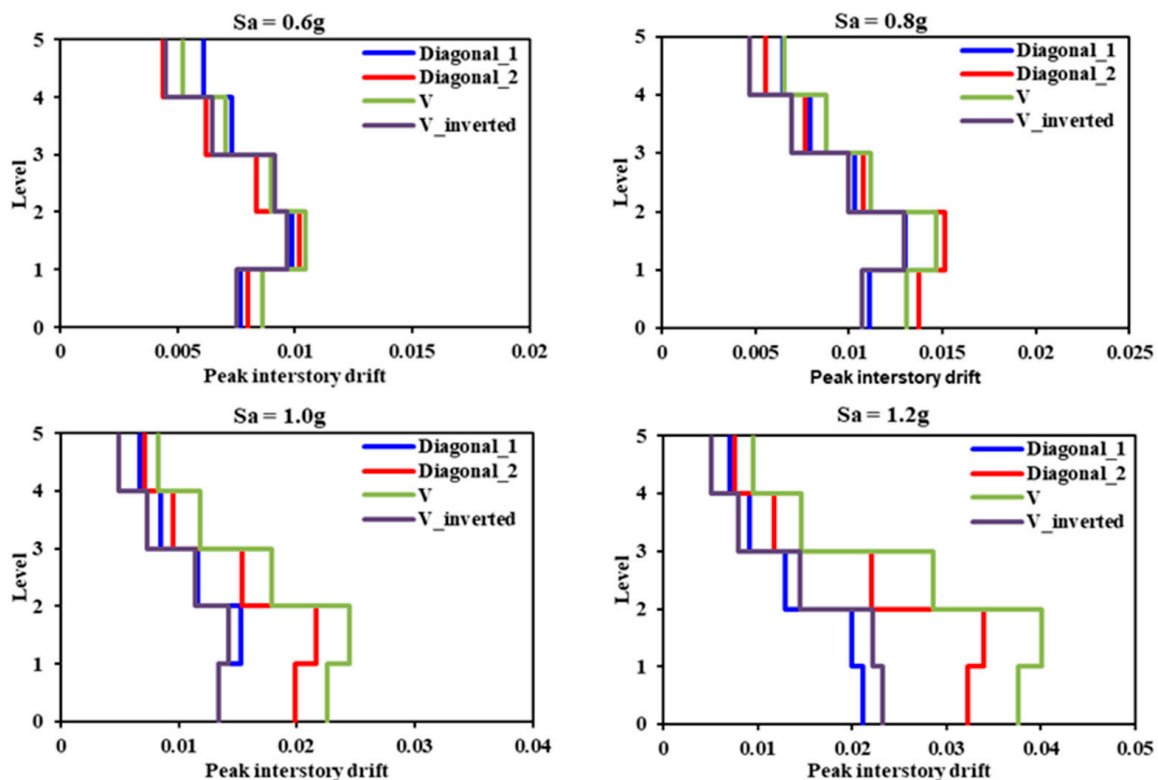 Sa = 0.6g
5
4
3
2
1
0
Level
Diagonal_1
Diagonal_2
V
V_inverted
0 0.005 0.01 0.015 0.02
Peak interstory drift
Sa = 0.8g
5
4
3
2
1
0
Level
Diagonal_1
Diagonal_2
V
V_inverted
0 0.005 0.01 0.015 0.02 0.025
Peak interstory drift
Sa = 1.0g
5
4
3
2
1
0
Level
Diagonal_1
Diagonal_2
V
V_inverted
0 0.01 0.02 0.03 0.04
Peak interstory drift
Sa = 1.2g
5
4
3
2
1
0
Level
Diagonal_1
Diagonal_2
V
V_inverted
0 0.01 0.02 0.03 0.04 0.05
Peak interstory drift